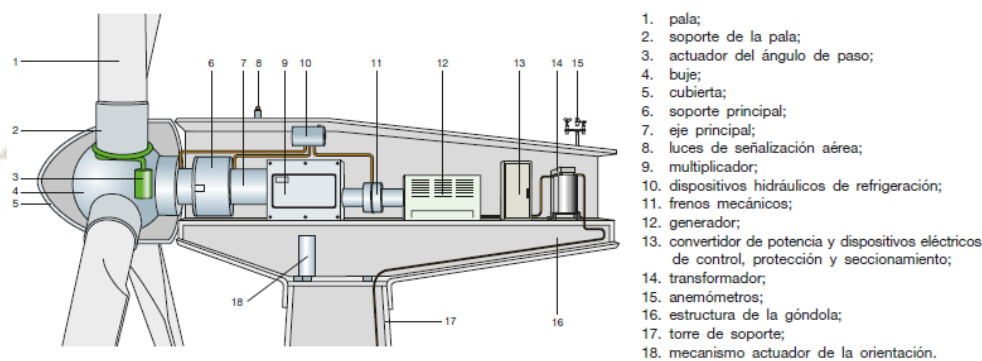 1
2
3
4
5
6
7
8
9
10
11
12
13
14
15
16
17
18
1. pala;
2. soporte de la pala;
3. actuador del ángulo de paso;
4. buje;
5. cubierta;
6. soporte principal;
7. eje principal;
8. luces de señalización aérea;
9. multiplicador;
10. dispositivos hidráulicos de refrigeración;
11. frenos mecánicos;
12. generador;
13. convertidor de potencia y dispositivos eléctricos
de control, protección y seccionamiento;
14. transformador;
15. anemómetros;
16. estructura de la góndola;
17. torre de soporte;
18. mecanismo actuador de la orientación.